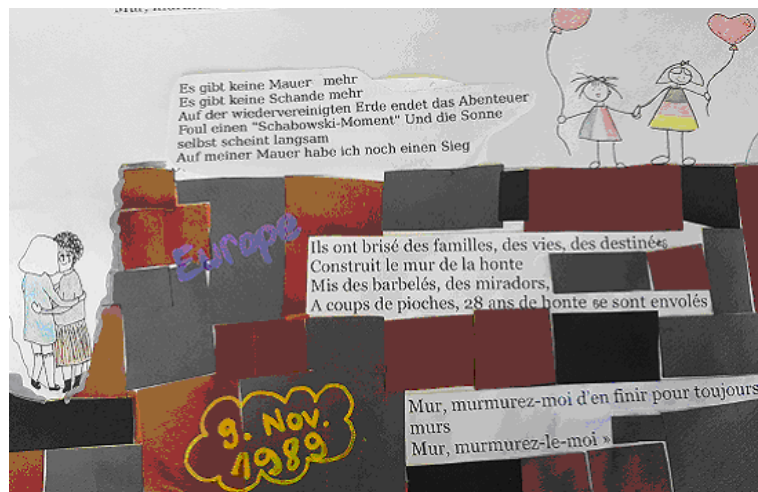 Es gibt keine Mauer mehr
Es gibt keine Schande mehr
Auf der wiedervereinigten Erde endet das Abenteuer
Foul einen "Schabowski-Moment" Und die Sonne
selbst scheint langsam
Auf meiner Mauer habe ich noch einen Sieg
Europe
Ils ont brisé des familles, des vies, des destinées
Construit le mur de la honte
Mis des barbelés, des miradors,
A coups de pioches, 28 ans de honte se sont envolés
9. Nov.
1989
Mur, murmurez-moi d'en finir pour toujours
murs
Mur, murmurez-le-moi »